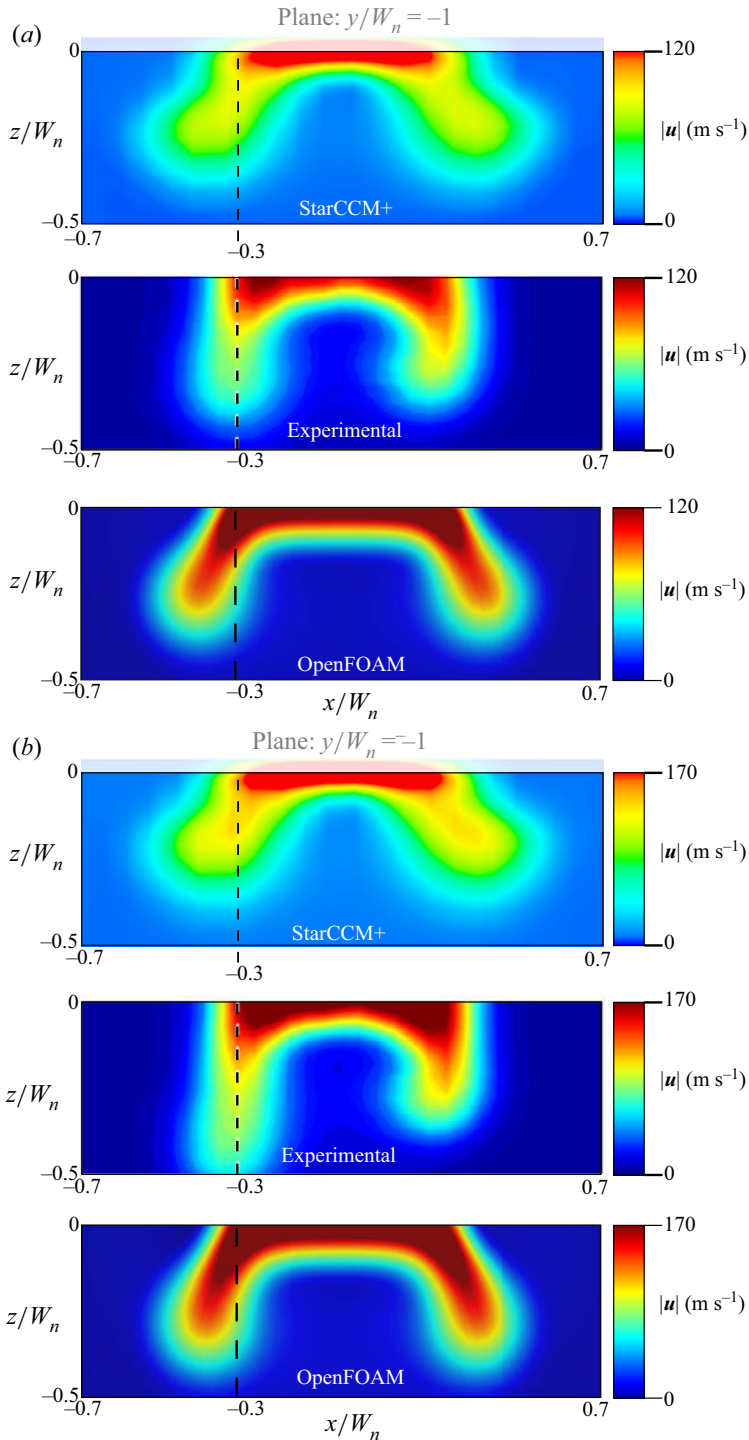 (a) Plane: y/Wn = –1
0
120
z/Wn
|u| (m s–1)
StarCCM+
–0.5
0
–0.7
–0.3
0.7
0
120
z/Wn
|u| (m s–1)
Experimental
–0.5
0
–0.7
–0.3
0.7
0
120
z/Wn
|u| (m s–1)
OpenFOAM
–0.5
0
–0.7
–0.3
0.7
x/Wn
(b) Plane: y/Wn = –1
0
170
z/Wn
|u| (m s–1)
StarCCM+
–0.5
0
–0.7
–0.3
0.7
0
170
z/Wn
|u| (m s–1)
Experimental
–0.5
0
–0.7
–0.3
0.7
0
170
z/Wn
|u| (m s–1)
OpenFOAM
–0.5
0
–0.7
–0.3
0.7
x/Wn